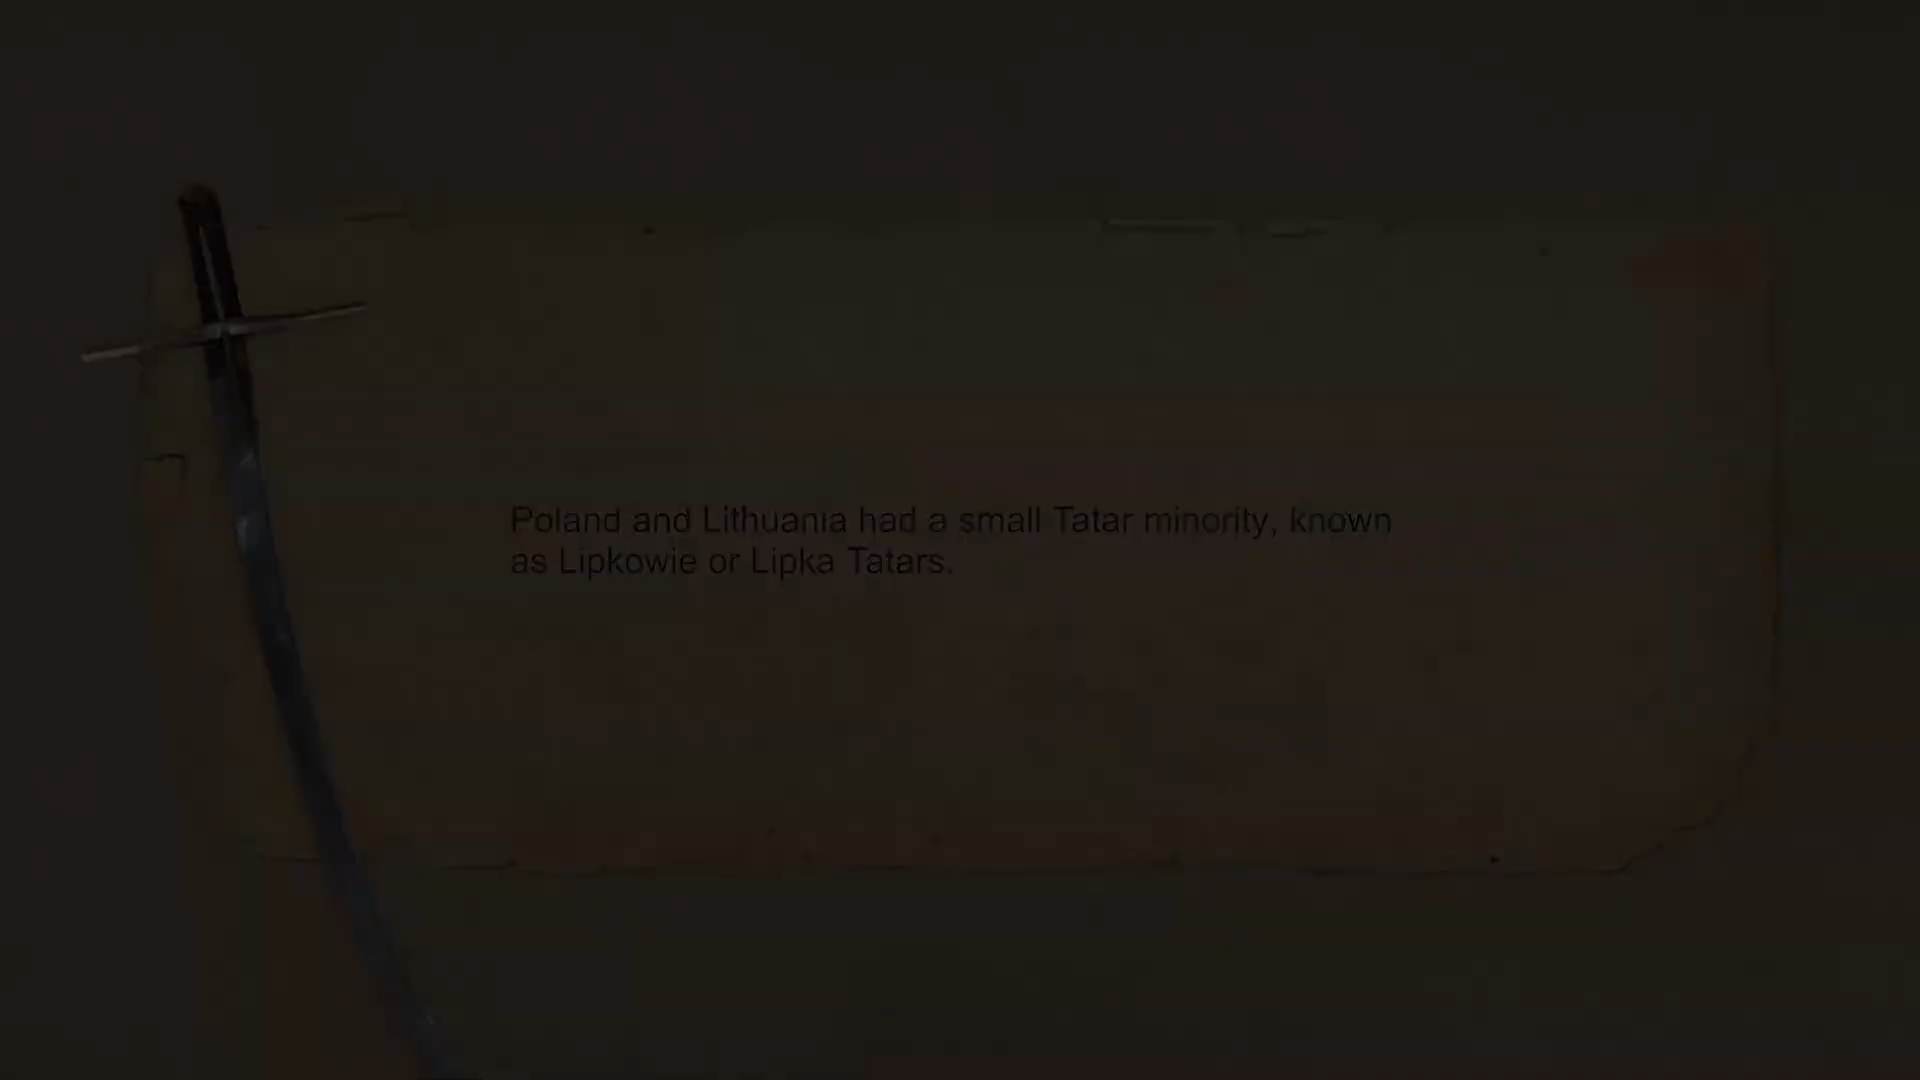 Poland and Lithuania had a small Tatar minority, known
as Lipkowie or Lipka Tatars.